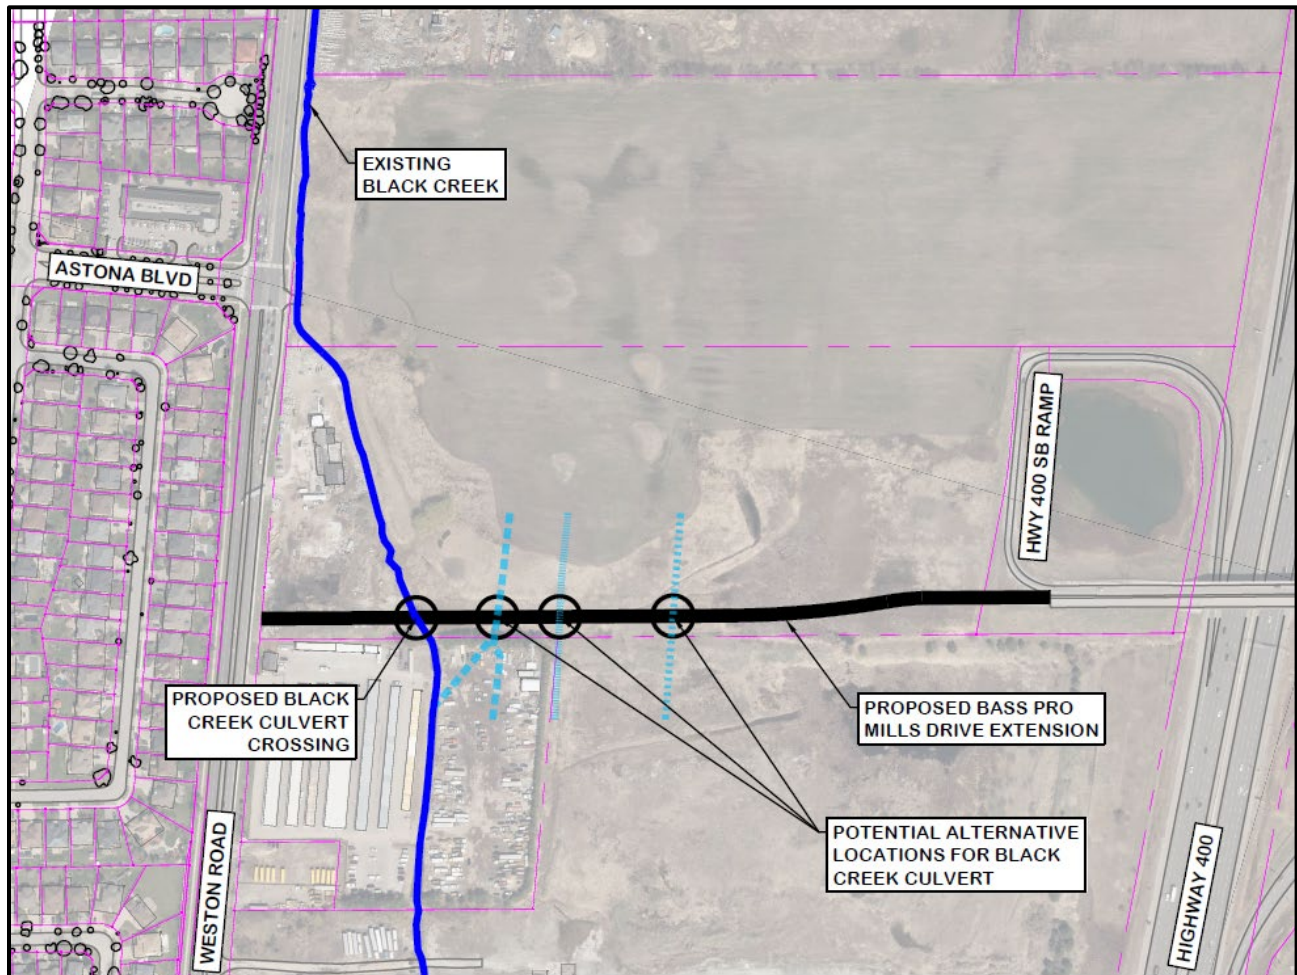 EXISTING
BLACK CREEK
ASTONA BLVD
HWY 400 SB RAMP
PROPOSED BLACK
CREEK CULVERT
CROSSING
PROPOSED BASS PRO
MILLS DRIVE EXTENSION
POTENTIAL ALTERNATIVE
LOCATIONS FOR BLACK
CREEK CULVERT
WESTON ROAD
HIGHWAY 400